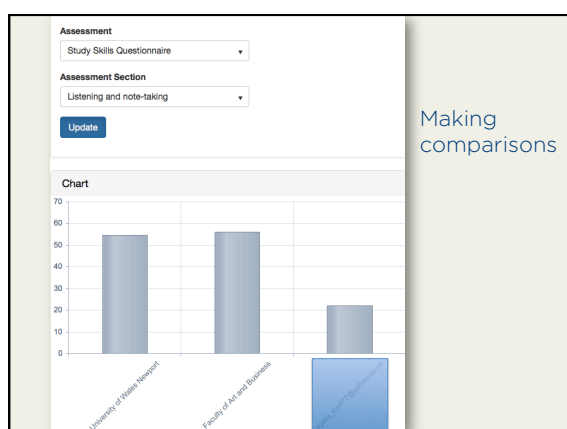 Assessment
Study Skills Questionnaire
Assessment Section
Listening and note-taking
Update
Making
comparisons
Chart
70
60
50
40
30
20
10
0
University of Wales Newport
Faculty of Art and Business